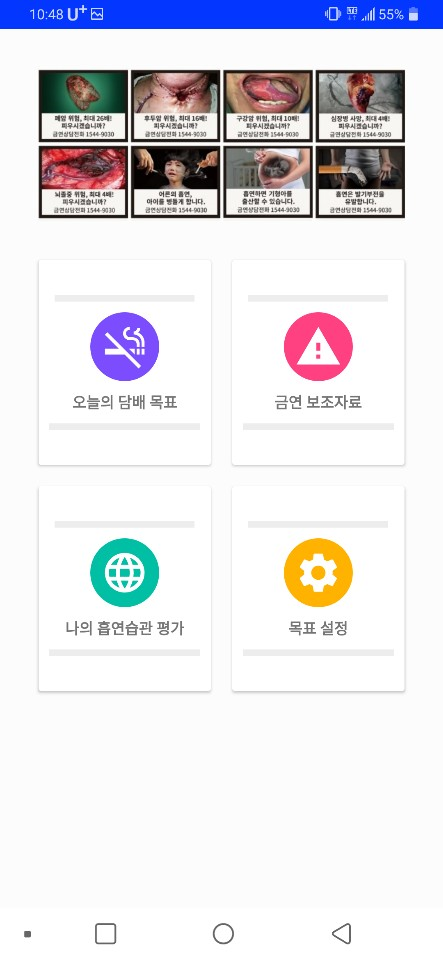 10:48 U+ 55%
폐암 위험, 최대 26배!
피우시겠습니까?
금연상담전화 1544-9030
후두암 위험, 최대 16배!
피우시겠습니까?
금연상담전화 1544-9030
구강암 위험, 최대 10배!
피우시겠습니까?
금연상담전화 1544-9030
심장병 사망, 최대 4배!
피우시겠습니까?
금연상담전화 1544-9030
뇌졸중 위험, 최대 4배!
피우시겠습니까?
금연상담전화 1544-9030
어른의 흡연,
아이를 병들게 합니다.
금연상담전화 1544-9030
흡연하면 기형아를
출산할 수 있습니다.
금연상담전화 1544-9030
흡연은 발기부전을
유발합니다.
금연상담전화 1544-9030
오늘의 담배 목표
금연 보조자료
나의 흡연습관 평가
목표 설정